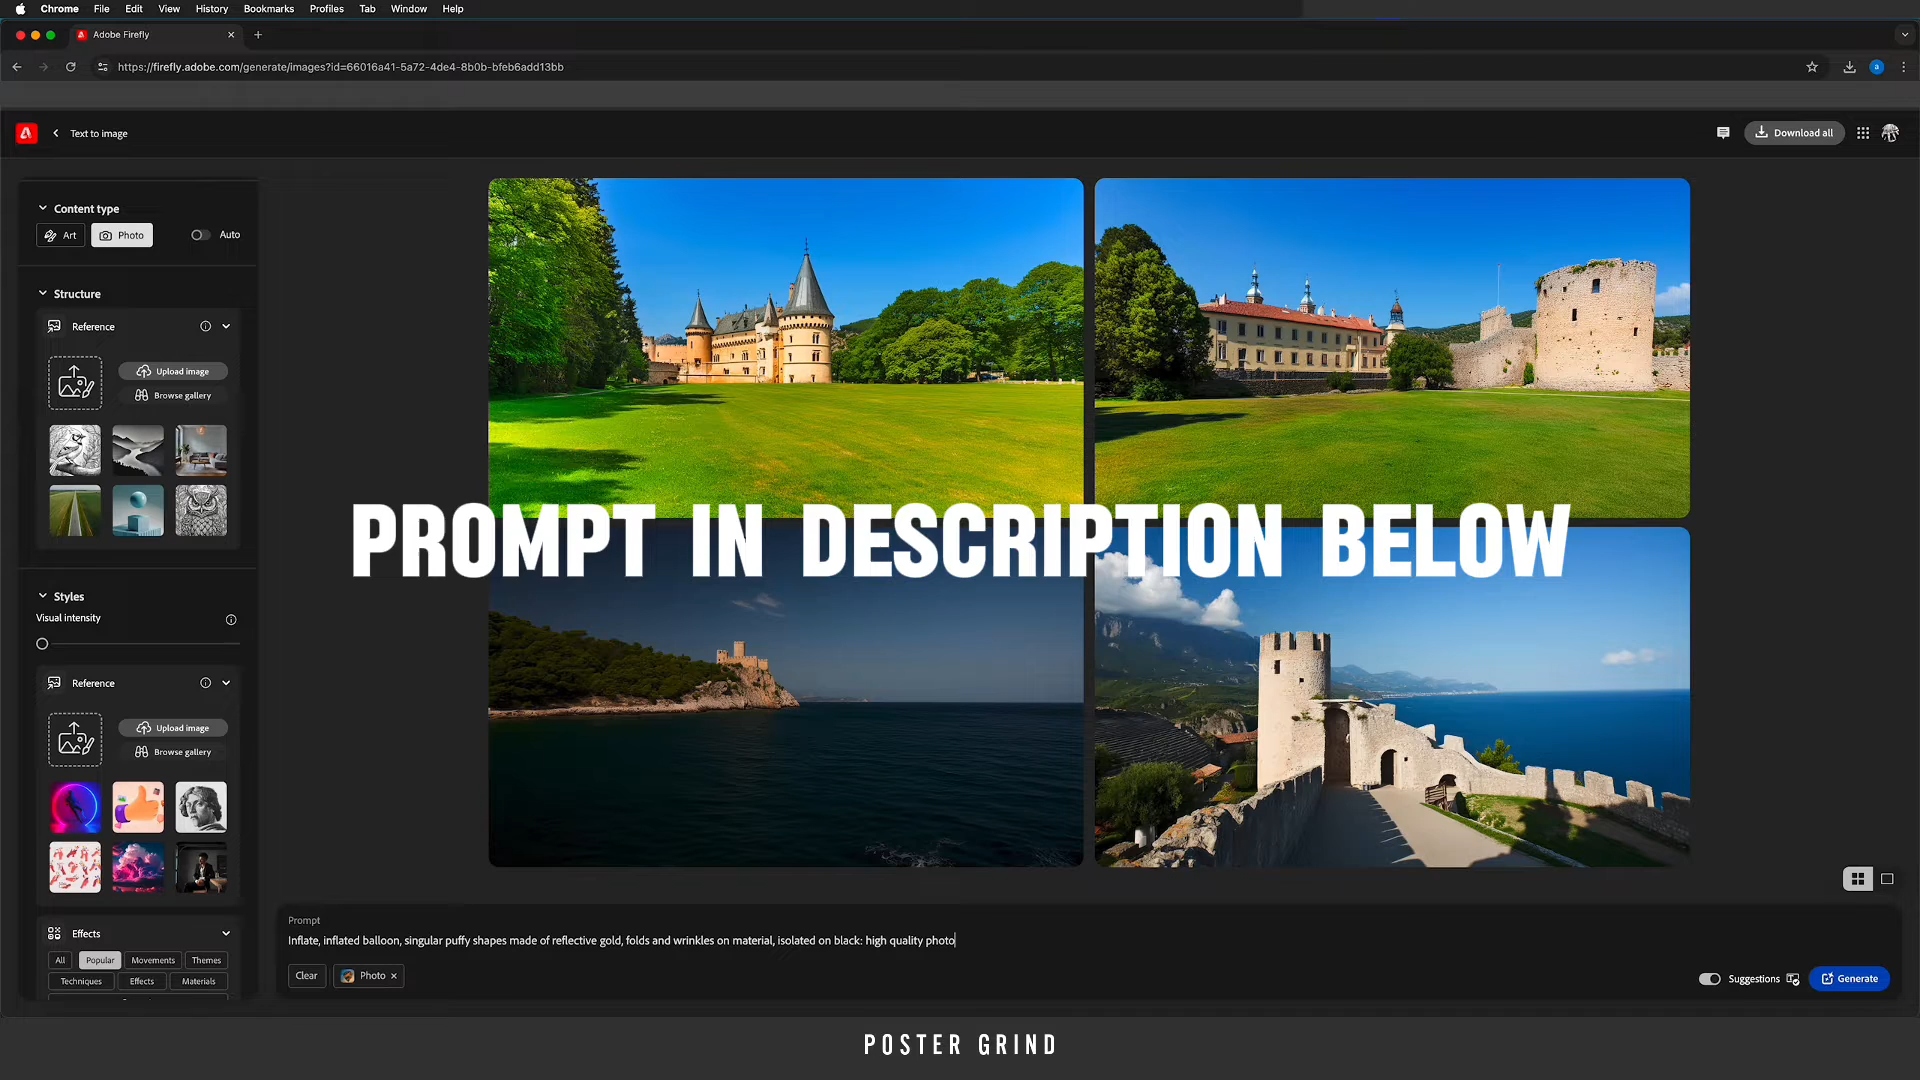 Chrome File Edit View History Bookmarks Profiles Tab Window Help
Adobe Firefly
https://firefly.adobe.com/generate/images?id=66016a41-5a72-4de4-8b0b-bfeb6add13bb
a
Text to image
Download all
Content type
Art Photo Auto
Structure
Reference
Upload image
Browse gallery
PROMPT IN DESCRIPTION BELOW
Styles
Visual intensity
Reference
Upload image
Browse gallery
Effects
All Popular Movements Themes
Techniques Effects Materials
Prompt
Inflate, inflated balloon, singular puffy shapes made of reflective gold, folds and wrinkles on material, isolated on black: high quality photo
Clear Photo
Suggestions Generate
POSTER GRIND